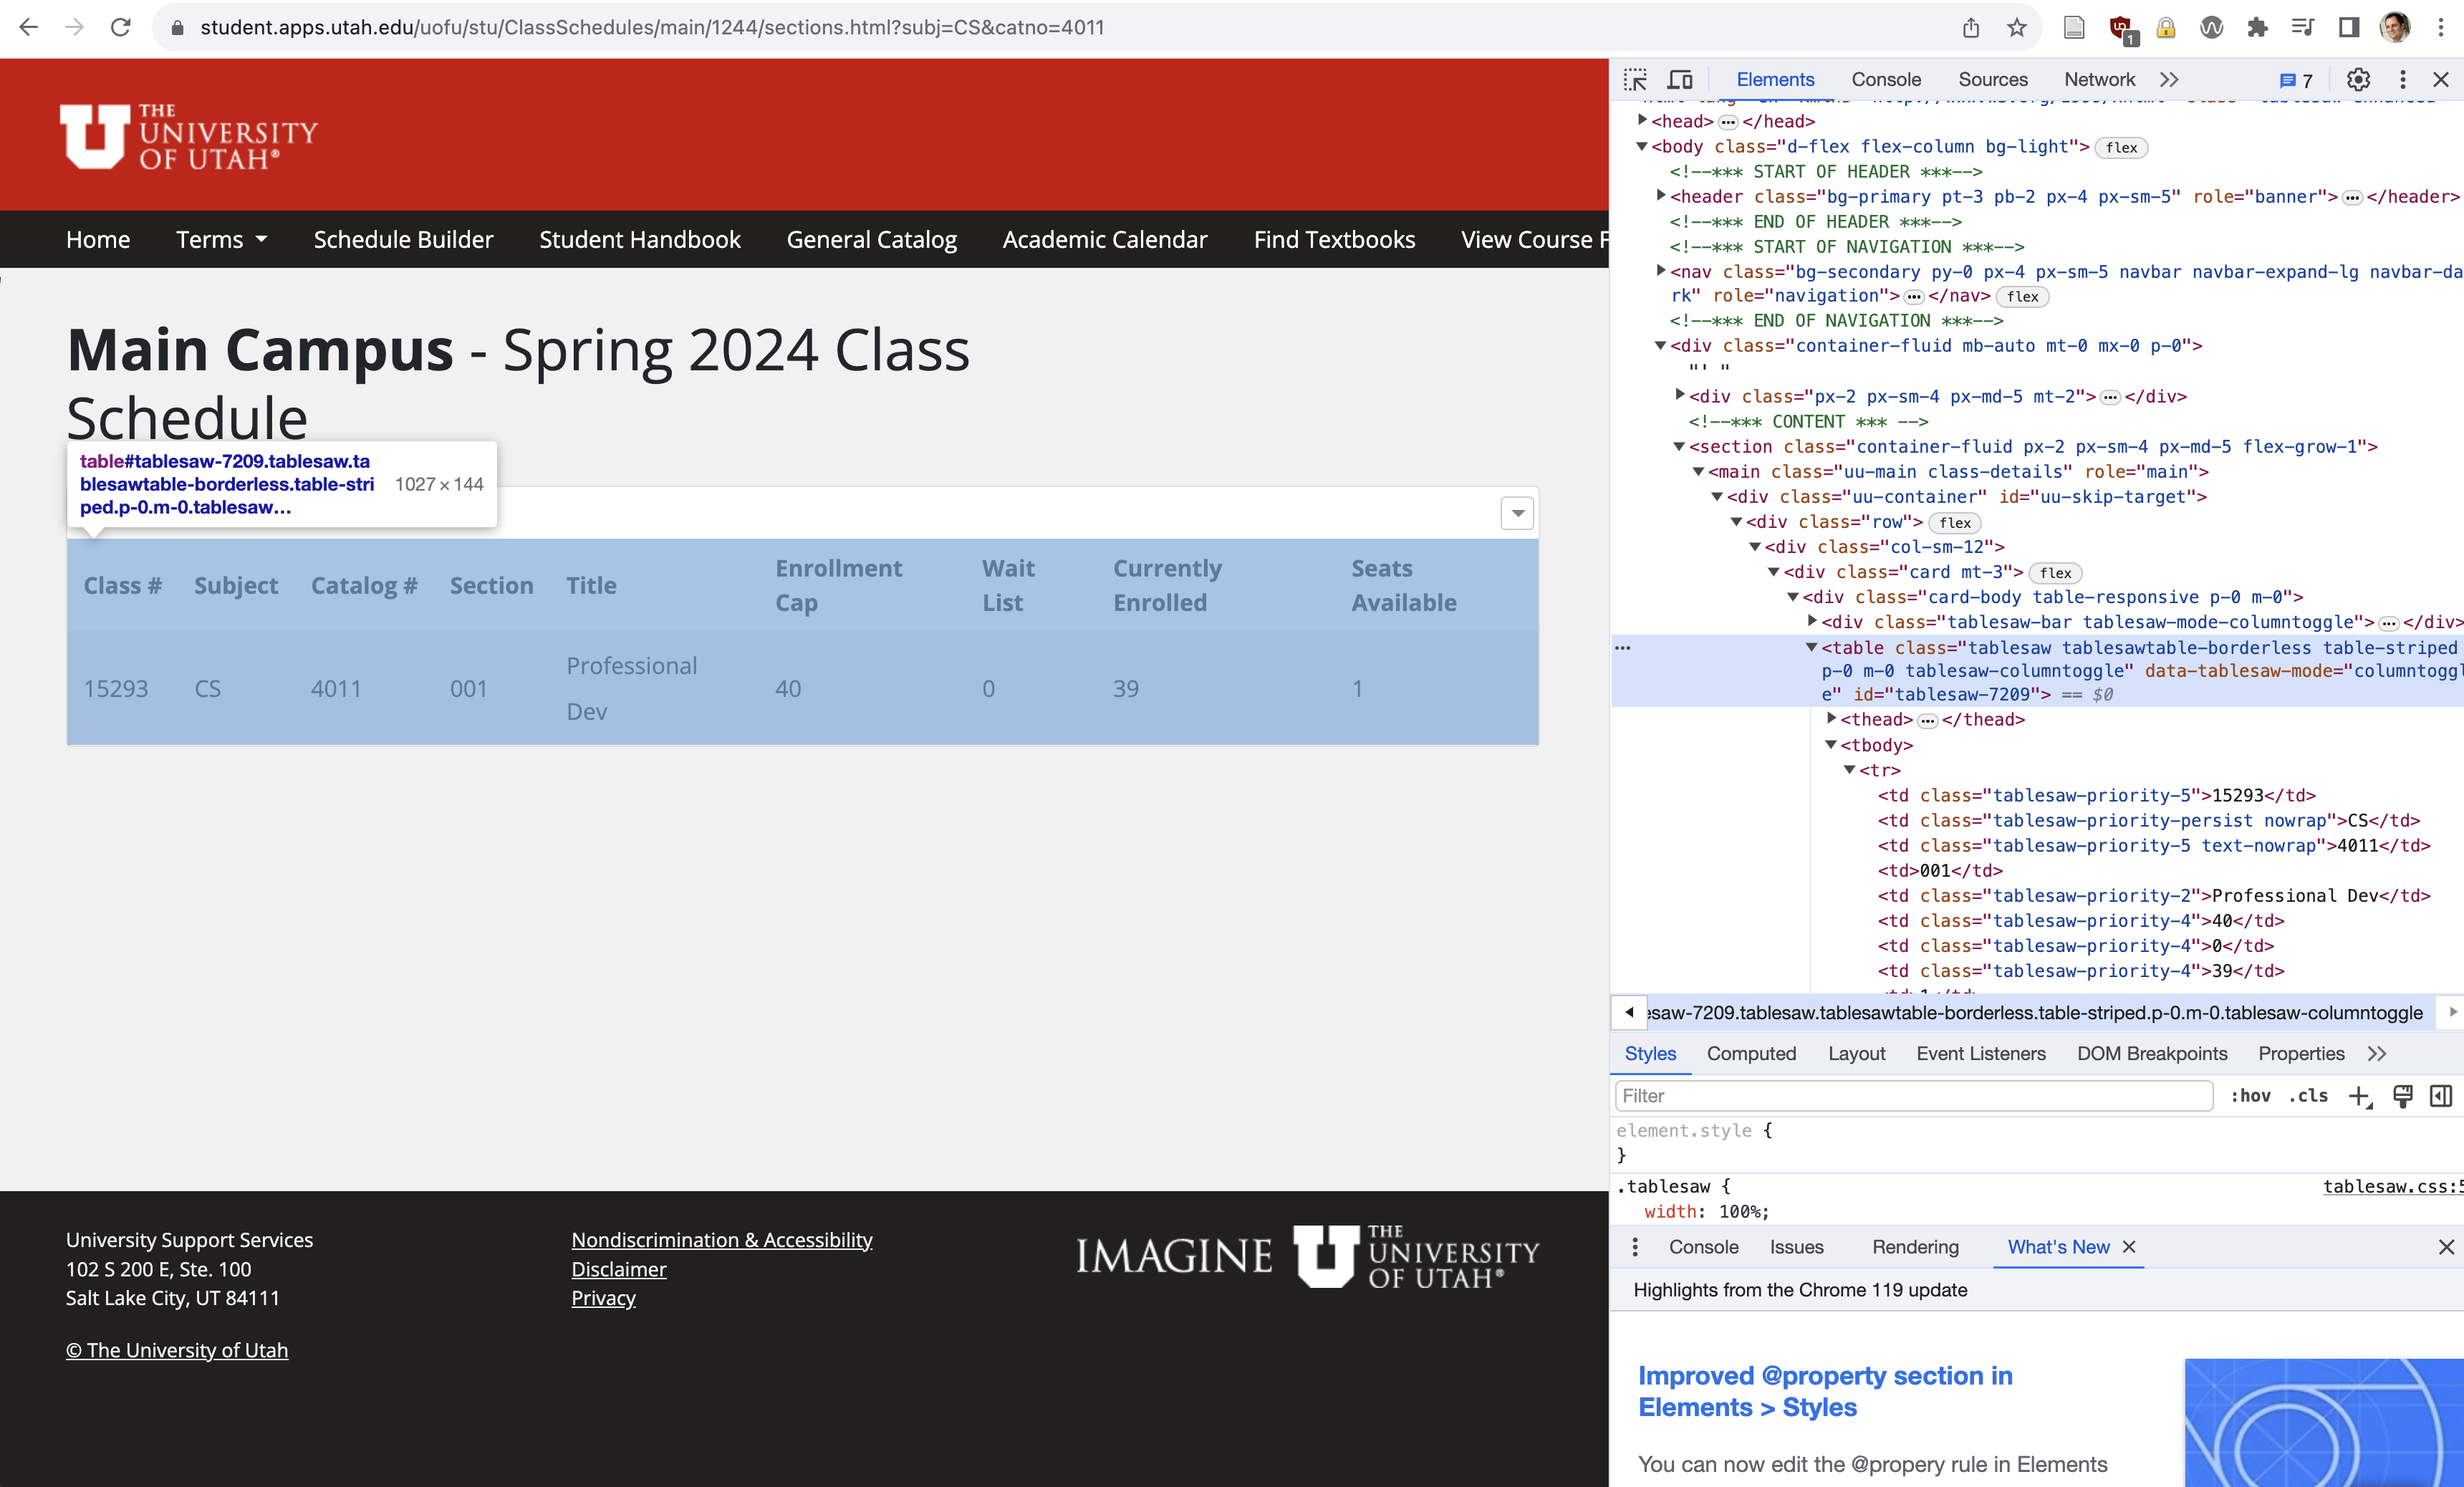 student.apps.utah.edu/uofu/stu/ClassSchedules/main/1244/sections.html?subj=CS&catno=4011
1
THE
UNIVERSITY
OF UTAH®
Home Terms Schedule Builder Student Handbook General Catalog Academic Calendar Find Textbooks View Course F
Main Campus - Spring 2024 Class
Schedule
table#tablesaw-7209.tablesaw.ta
blesawtable-borderless.table-stri
ped.p-0.m-0.tablesaw…
1027 × 144
Class # Subject Catalog # Section Title Enrollment Cap Wait List Currently Enrolled Seats Available
15293 CS 4011 001 Professional Dev 40 0 39 1
University Support Services
102 S 200 E, Ste. 100
Salt Lake City, UT 84111
© The University of Utah
Nondiscrimination & Accessibility
Disclaimer
Privacy
IMAGINE
THE
UNIVERSITY
OF UTAH®
Elements Console Sources Network 7
<head> ••• </head>
<body class="d-flex flex-column bg-light"> flex
<!--*** START OF HEADER ***-->
<header class="bg-primary pt-3 pb-2 px-4 px-sm-5" role="banner"> ••• </header>
<!--*** END OF HEADER ***-->
<!--*** START OF NAVIGATION ***-->
<nav class="bg-secondary py-0 px-4 px-sm-5 navbar navbar-expand-lg navbar-da
rk" role="navigation"> ••• </nav> flex
<!--*** END OF NAVIGATION ***-->
<div class="container-fluid mb-auto mt-0 mx-0 p-0">
"' "
<div class="px-2 px-sm-4 px-md-5 mt-2"> ••• </div>
<!--*** CONTENT *** -->
<section class="container-fluid px-2 px-sm-4 px-md-5 flex-grow-1">
<main class="uu-main class-details" role="main">
<div class="uu-container" id="uu-skip-target">
<div class="row"> flex
<div class="col-sm-12">
<div class="card mt-3"> flex
<div class="card-body table-responsive p-0 m-0">
<div class="tablesaw-bar tablesaw-mode-columntoggle"> ••• </div>
<table class="tablesaw tablesawtable-borderless table-striped
p-0 m-0 tablesaw-columntoggle" data-tablesaw-mode="columntoggl
e" id="tablesaw-7209"> == $0
<thead> ••• </thead>
<tbody>
<tr>
<td class="tablesaw-priority-5">15293</td>
<td class="tablesaw-priority-persist nowrap">CS</td>
<td class="tablesaw-priority-5 text-nowrap">4011</td>
<td>001</td>
<td class="tablesaw-priority-2">Professional Dev</td>
<td class="tablesaw-priority-4">40</td>
<td class="tablesaw-priority-4">0</td>
<td class="tablesaw-priority-4">39</td>
esaw-7209.tablesaw.tablesawtable-borderless.table-striped.p-0.m-0.tablesaw-columntoggle
Styles Computed Layout Event Listeners DOM Breakpoints Properties
Filter :hov .cls
element.style {
}
.tablesaw { tablesaw.css:5
width: 100%;
Console Issues Rendering What's New
Highlights from the Chrome 119 update
Improved @property section in
Elements > Styles
You can now edit the @propery rule in Elements